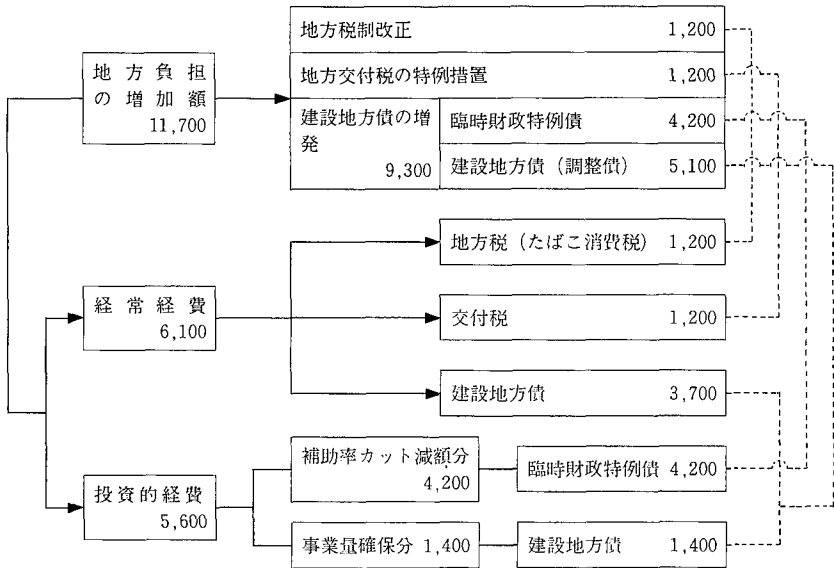 地方負担
の増加額
11,700
地方税制改正 1,200
地方交付税の特例措置 1,200
建設地方債の増
発
9,300
臨時財政特例債 4,200
建設地方債(調整債) 5,100
経常経費
6,100
地方税(たばこ消費税) 1,200
交付税 1,200
建設地方債 3,700
投資的経費
5,600
補助率カット減額分
4,200
臨時財政特例債 4,200
事業量確保分 1,400
建設地方債 1,400